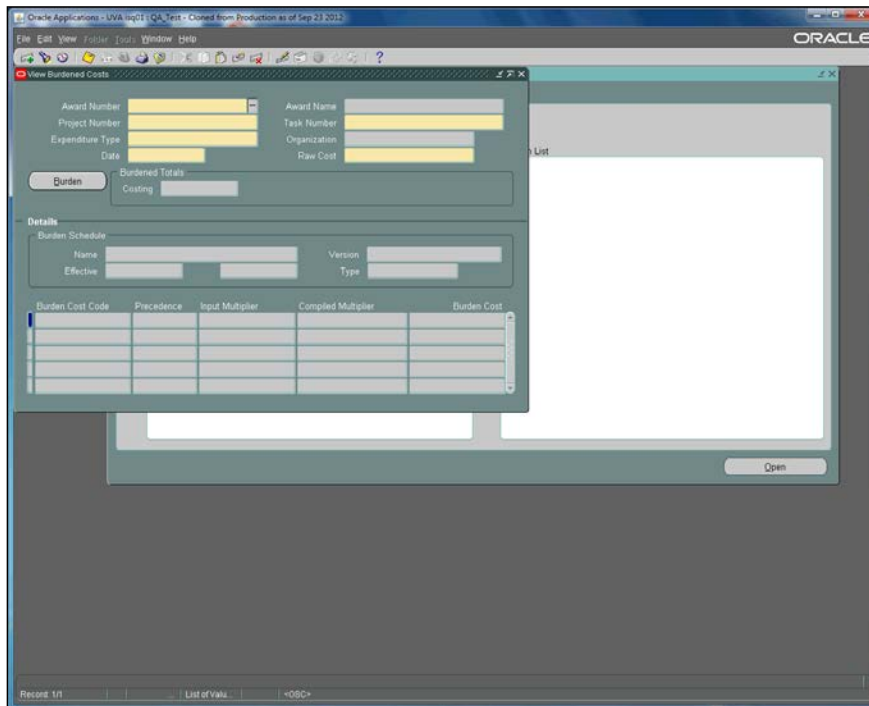 Oracle Applications - UVA isq01 : QA_Test - Cloned from Production as of Sep 23 2012
File Edit View Folder Tools Window Help
ORACLE
View Burdened Costs
Award Number Award Name
Project Number Task Number
Expenditure Type Organization
Date Raw Cost
List
Burden
Burdened Totals
Costing
Details
Burden Schedule
Name Version
Effective Type
Burden Cost Code Precedence Input Multiplier Compiled Multiplier Burden Cost
Open
Record: 1/1 ... List of Valu... <OSC>